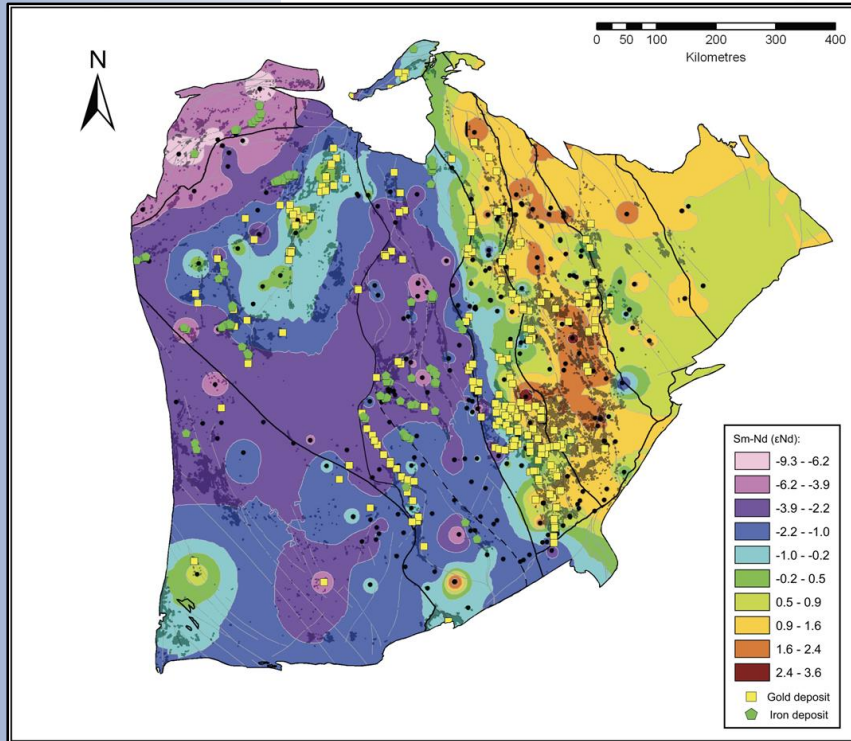 0 50 100 200 300 400
Kilometres
N
Sm-Nd (εNd):
-9.3 - -6.2
-6.2 - -3.9
-3.9 - -2.2
-2.2 - -1.0
-1.0 - -0.2
-0.2 - 0.5
0.5 - 0.9
0.9 - 1.6
1.6 - 2.4
2.4 - 3.6
Gold deposit
Iron deposit